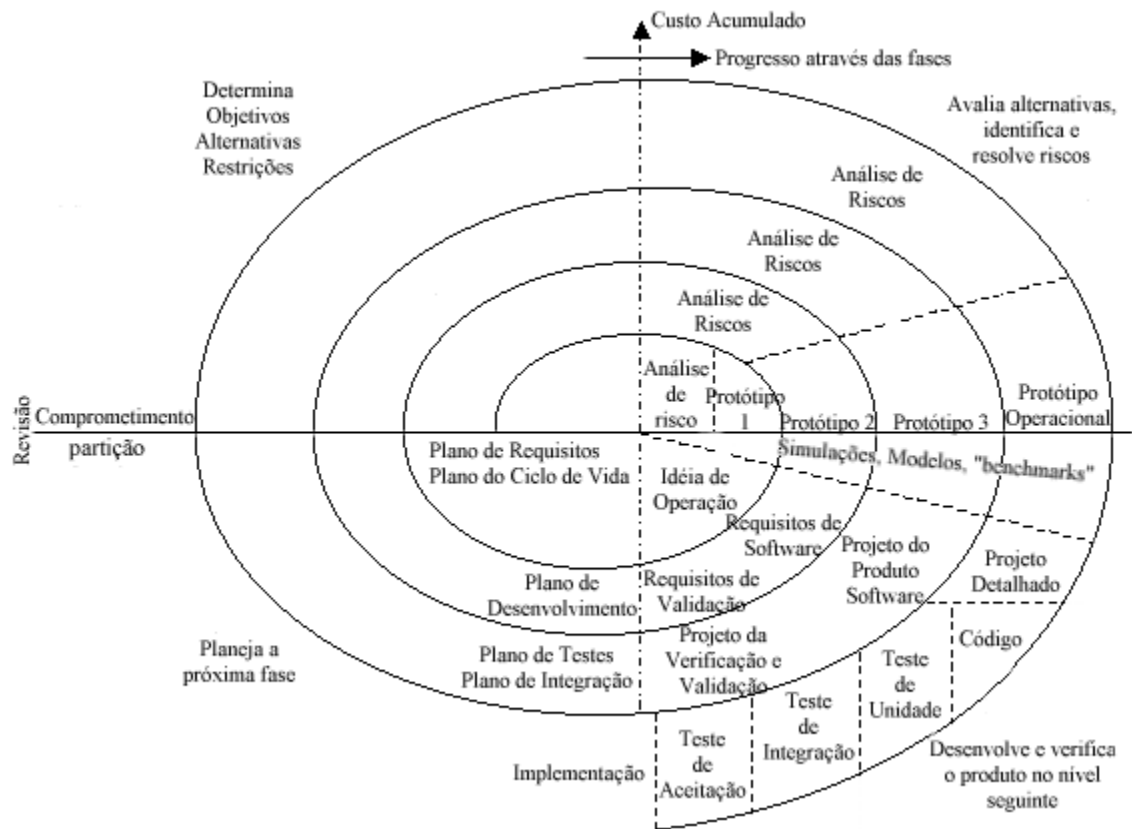 Custo Acumulado
Progresso através das fases
Determina
Objetivos
Alternativas
Restrições
Avalia alternativas,
identifica e
resolve riscos
Análise de
Riscos
Análise de
Riscos
Análise de
Riscos
Análise
de
risco
Protótipo
1
Protótipo 2
Protótipo 3
Protótipo
Operacional
Revisão
Comprometimento
partição
Simulações, Modelos, "benchmarks"
Plano de Requisitos
Plano do Ciclo de Vida
Idéia de
Operação
Requisitos de
Software
Projeto do
Produto
Software
Projeto
Detalhado
Plano de
Desenvolvimento
Requisitos de
Validação
Código
Planeja a
próxima fase
Plano de Testes
Plano de Integração
Projeto da
Verificação e
Validação
Teste
de
Unidade
Teste
de
Integração
Teste
de
Aceitação
Implementação
Desenvolve e verifica
o produto no nível
seguinte